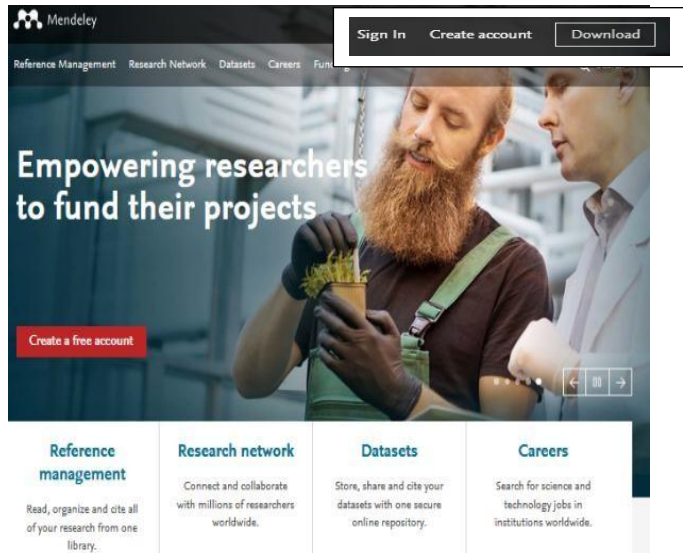 Mendeley
Sign In Create account Download
Reference Management Research Network Datasets Careers
Empowering researchers
to fund their projects
Create a free account
Reference
management
Read, organize and cite all
of your research from one
library.
Research network
Connect and collaborate
with millions of researchers
worldwide.
Datasets
Store, share and cite your
datasets with one secure
online repository.
Careers
Search for science and
technology jobs in
institutions worldwide.